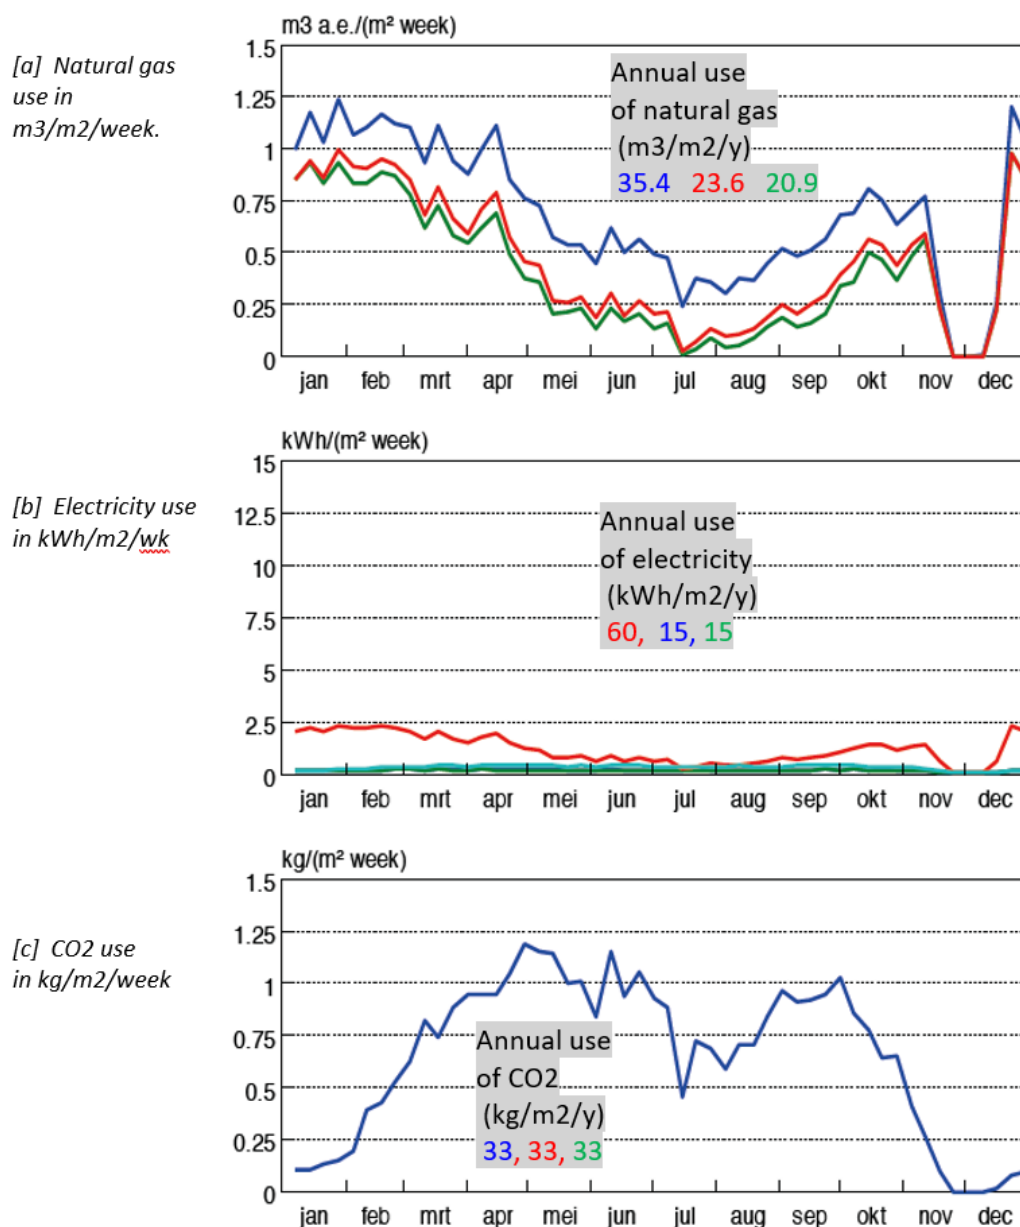 m3 a.e./(m² week)
[a] Natural gas
use in
m3/m2/week.
1.5
1.25
1
0.75
0.5
0.25
0
Annual use
of natural gas
(m3/m2/y)
35.4 23.6 20.9
jan feb mrt apr mei jun jul aug sep okt nov dec
kWh/(m² week)
[b] Electricity use
in kWh/m2/wk
15
12.5
10
7.5
5
2.5
0
Annual use
of electricity
(kWh/m2/y)
60, 15, 15
jan feb mrt apr mei jun jul aug sep okt nov dec
kg/(m² week)
[c] CO2 use
in kg/m2/week
1.5
1.25
1
0.75
0.5
0.25
0
Annual use
of CO2
(kg/m2/y)
33, 33, 33
jan feb mrt apr mei jun jul aug sep okt nov dec